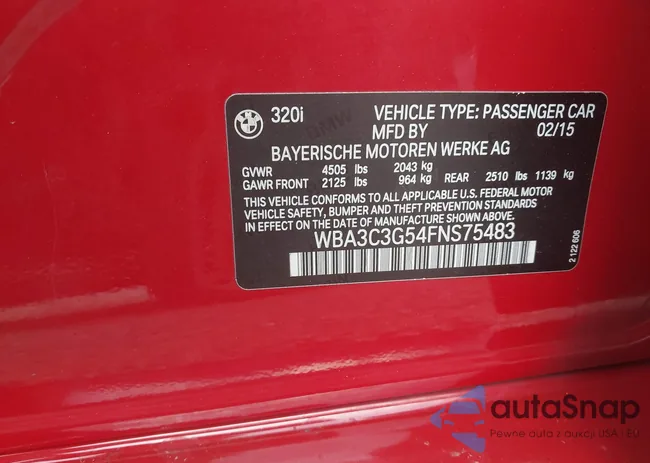 320i VEHICLE TYPE: PASSENGER CAR
MFD BY 02/15
BAYERISCHE MOTOREN WERKE AG
GVWR 4505 lbs 2043 kg
GAWR FRONT 2125 lbs 964 kg REAR 2510 lbs 1139 kg
THIS VEHICLE CONFORMS TO ALL APPLICABLE U.S. FEDERAL MOTOR
VEHICLE SAFETY, BUMPER AND THEFT PREVENTION STANDARDS
IN EFFECT ON THE DATE OF MANUFACTURE SHOWN ABOVE.
WBA3C3G54FNS75483
2 122 606
autaSnap
Pewne auta z aukcji USA i EU